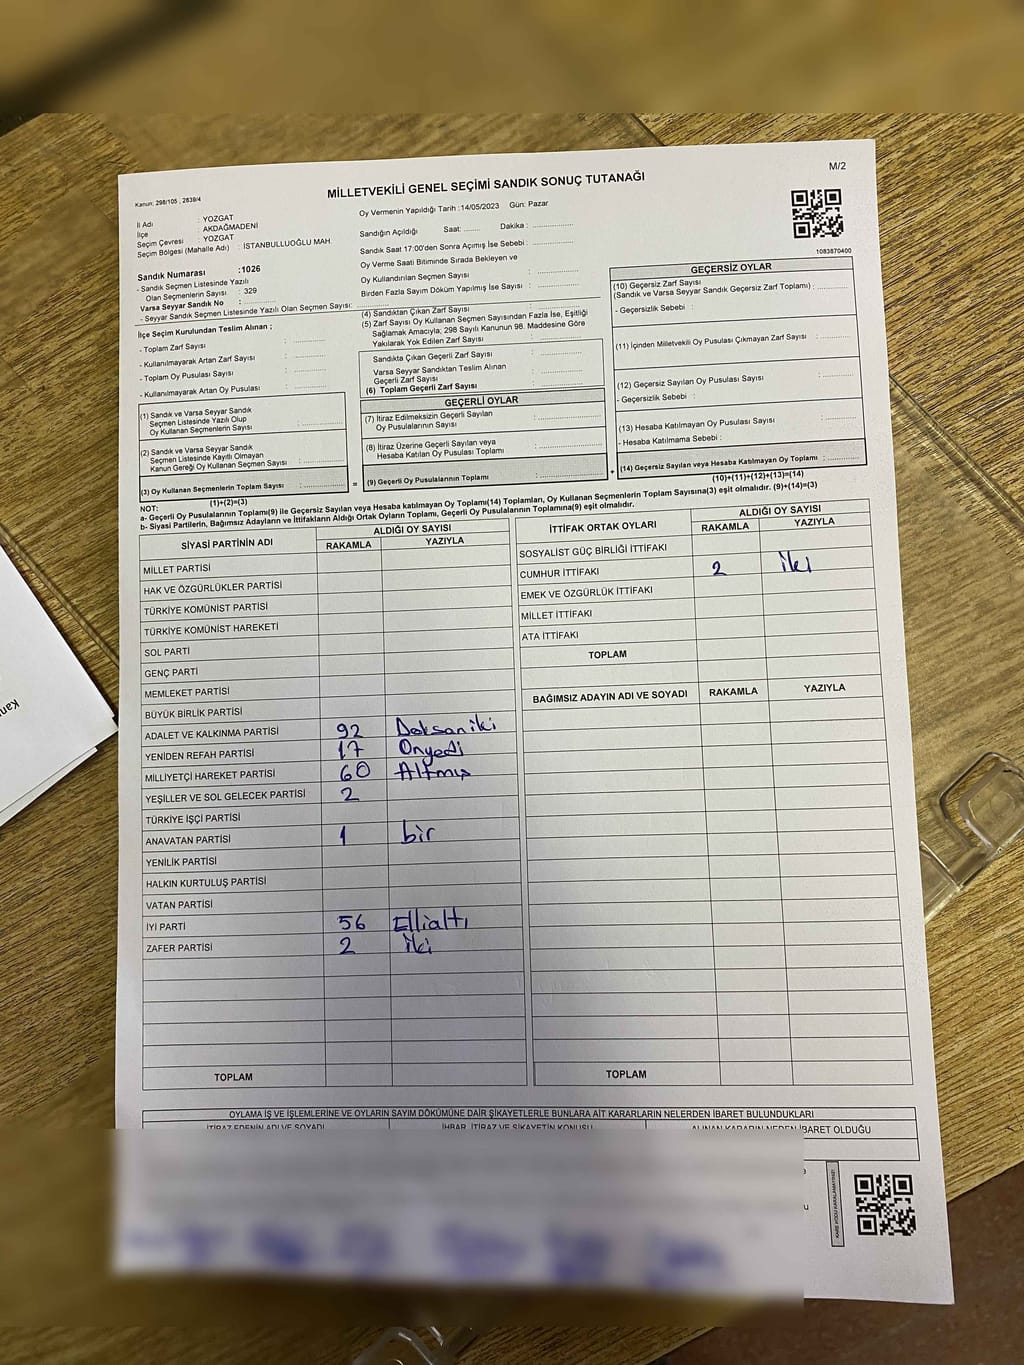 M/2
MİLLETVEKİLİ GENEL SEÇİMİ SANDIK SONUÇ TUTANAĞI
Kanun: 298/105 , 2839/4
İl Adı : YOZGAT
İlçe : AKDAĞMADENİ
Seçim Çevresi : YOZGAT
Seçim Bölgesi (Mahalle Adı) : İSTANBULLUOĞLU MAH.
Sandık Numarası :1026
- Sandık Seçmen Listesinde Yazılı
Olan Seçmenlerin Sayısı : 329
Varsa Seyyar Sandık No :
- Seyyar Sandık Seçmen Listesinde Yazılı Olan Seçmen Sayısı:
Oy Vermenin Yapıldığı Tarih :14/05/2023 Gün: Pazar
Sandığın Açıldığı Saat: Dakika :
Sandık Saat 17:00'den Sonra Açımış İse Sebebi :
Oy Verme Saati Bitiminde Sırada Bekleyen ve
Oy Kullandırılan Seçmen Sayısı :
Birden Fazla Sayım Döküm Yapılmış İse Sayısı :
1083870400
İlçe Seçim Kurulundan Teslim Alınan ;
- Toplam Zarf Sayısı :
- Kullanılmayarak Artan Zarf Sayısı :
- Toplam Oy Pusulası Sayısı :
- Kullanılmayarak Artan Oy Pusulası :
(1) Sandık ve Varsa Seyyar Sandık
Seçmen Listesinde Yazılı Olup
Oy Kullanan Seçmenlerin Sayısı :
(2) Sandık ve Varsa Seyyar Sandık
Seçmen Listesinde Kayıtlı Olmayan
Kanun Gereği Oy Kullanan Seçmen Sayısı :
(3) Oy Kullanan Seçmenlerin Toplam Sayısı :
(1)+(2)=(3)
(4) Sandıktan Çıkan Zarf Sayısı
(5) Zarf Sayısı Oy Kullanan Seçmen Sayısından Fazla İse, Eşitliği
Sağlamak Amacıyla; 298 Sayılı Kanunun 98. Maddesine Göre
Yakılarak Yok Edilen Zarf Sayısı :
Sandıkta Çıkan Geçerli Zarf Sayısı :
Varsa Seyyar Sandıktan Teslim Alınan
Geçerli Zarf Sayısı :
(6) Toplam Geçerli Zarf Sayısı :
=
GEÇERLİ OYLAR
(7) İtiraz Edilmeksizin Geçerli Sayılan
Oy Pusulalarının Sayısı :
(8) İtiraz Üzerine Geçerli Sayılan veya
Hesaba Katılan Oy Pusulası Toplamı :
(9) Geçerli Oy Pusulalarının Toplamı :
+
GEÇERSİZ OYLAR
(10) Geçersiz Zarf Sayısı
(Sandık ve Varsa Seyyar Sandık Geçersiz Zarf Toplamı) :
- Geçersizlik Sebebi :
(11) İçinden Milletvekili Oy Pusulası Çıkmayan Zarf Sayısı :
(12) Geçersiz Sayılan Oy Pusulası Sayısı :
- Geçersizlik Sebebi :
(13) Hesaba Katılmayan Oy Pusulası Sayısı :
- Hesaba Katılmama Sebebi :
(14) Geçersiz Sayılan veya Hesaba Katılmayan Oy Toplamı :
(10)+(11)+(12)+(13)=(14)
NOT:
a- Geçerli Oy Pusulalarının Toplamı(9) ile Geçersiz Sayılan veya Hesaba katılmayan Oy Toplamı(14) Toplamları, Oy Kullanan Seçmenlerin Toplam Sayısına(3) eşit olmalıdır. (9)+(14)=(3)
b- Siyasi Partilerin, Bağımsız Adayların ve İttifakların Aldığı Ortak Oyların Toplamı, Geçerli Oy Pusulalarının Toplamına(9) eşit olmalıdır.
SİYASİ PARTİNİN ADI ALDIĞI OY SAYISI
RAKAMLA YAZIYLA
MİLLET PARTİSİ
HAK VE ÖZGÜRLÜKLER PARTİSİ
TÜRKİYE KOMÜNİST PARTİSİ
TÜRKİYE KOMÜNİST HAREKETİ
SOL PARTİ
GENÇ PARTİ
MEMLEKET PARTİSİ
BÜYÜK BİRLİK PARTİSİ
ADALET VE KALKINMA PARTİSİ 92 Doksaniki
YENİDEN REFAH PARTİSİ 17 Onyedi
MİLLİYETÇİ HAREKET PARTİSİ 60 Altmış
YEŞİLLER VE SOL GELECEK PARTİSİ 2
TÜRKİYE İŞÇİ PARTİSİ
ANAVATAN PARTİSİ 1 bir
YENİLİK PARTİSİ
HALKIN KURTULUŞ PARTİSİ
VATAN PARTİSİ
İYİ PARTİ 56 Ellialtı
ZAFER PARTİSİ 2 İki
TOPLAM
İTTİFAK ORTAK OYLARI ALDIĞI OY SAYISI
RAKAMLA YAZIYLA
SOSYALİST GÜÇ BİRLİĞİ İTTİFAKI
CUMHUR İTTİFAKI 2 İki
EMEK VE ÖZGÜRLÜK İTTİFAKI
MİLLET İTTİFAKI
ATA İTTİFAKI
TOPLAM
BAĞIMSIZ ADAYIN ADI VE SOYADI RAKAMLA YAZIYLA
TOPLAM
OYLAMA İŞ VE İŞLEMLERİNE VE OYLARIN SAYIM DÖKÜMÜNE DAİR ŞİKAYETLERLE BUNLARA AİT KARARLARIN NELERDEN İBARET BULUNDUKLARI
İTİRAZ EDENİN ADI VE SOYADI İHBAR, İTİRAZ VE ŞİKAYETİN KONUSU ALINAN KARARIN NEDEN İBARET OLDUĞU
KARE KODU KARALAMAYINIZ!